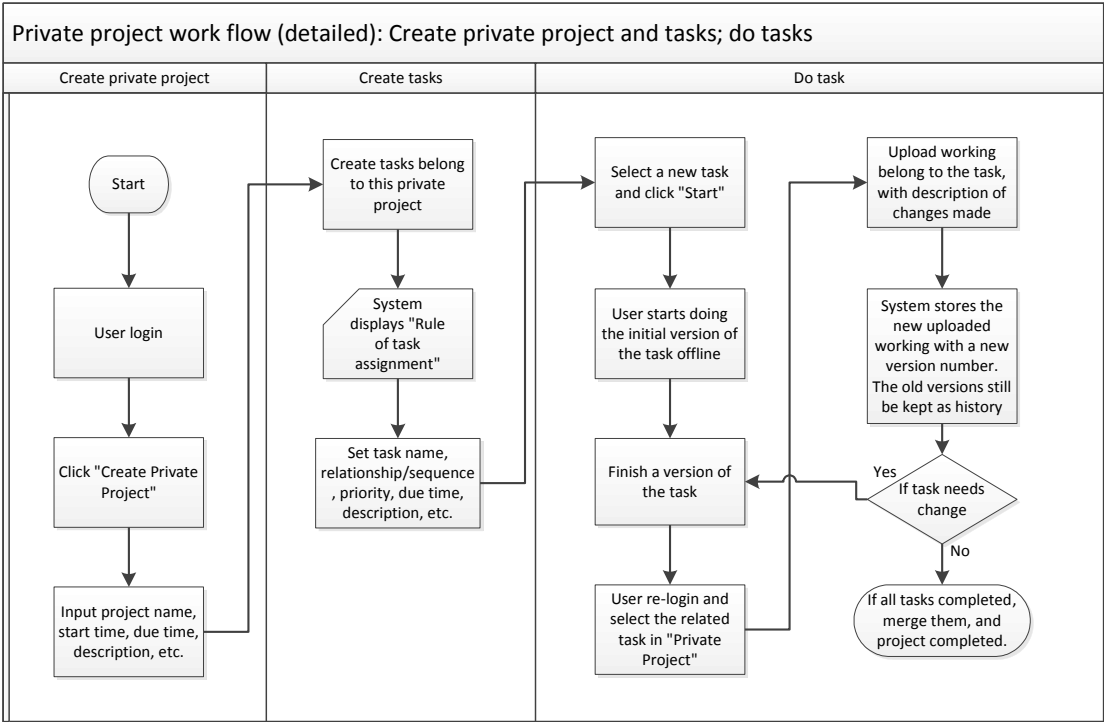 Private project work flow (detailed): Create private project and tasks; do tasks
Create private project
Create tasks
Do task
Start
User login
Click "Create Private
Project"
Input project name,
start time, due time,
description, etc.
Create tasks belong
to this private
project
System
displays "Rule
of task
assignment"
Set task name,
relationship/sequence
, priority, due time,
description, etc.
Select a new task
and click "Start"
User starts doing
the initial version of
the task offline
Finish a version of
the task
User re-login and
select the related
task in "Private
Project"
Upload working
belong to the task,
with description of
changes made
System stores the
new uploaded
working with a new
version number.
The old versions still
be kept as history
Yes
If task needs
change
No
If all tasks completed,
merge them, and
project completed.